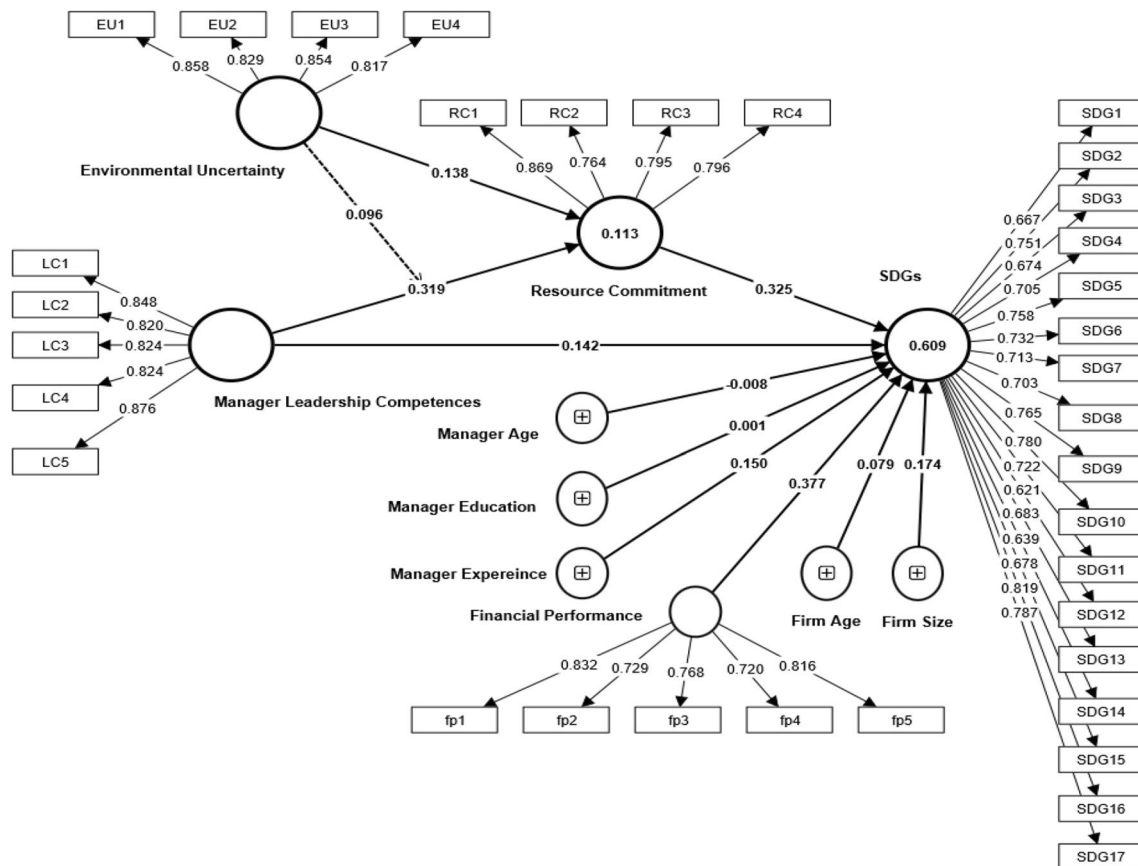 EU1
EU2
EU3
EU4
0.858
0.829
0.854
0.817
Environmental Uncertainty
RC1
RC2
RC3
RC4
0.869
0.764
0.795
0.796
0.138
0.096
0.113
Resource Commitment
0.319
0.325
LC1
LC2
LC3
LC4
LC5
0.848
0.820
0.824
0.824
0.876
Manager Leadership Competences
0.142
SDGs
0.609
Manager Age
-0.008
Manager Education
0.001
Manager Expereince
0.150
Financial Performance
0.377
Firm Age
0.079
Firm Size
0.174
0.832
0.729
0.768
0.720
0.816
fp1
fp2
fp3
fp4
fp5
SDG1
SDG2
SDG3
SDG4
SDG5
SDG6
SDG7
SDG8
SDG9
SDG10
SDG11
SDG12
SDG13
SDG14
SDG15
SDG16
SDG17
0.667
0.751
0.674
0.705
0.758
0.732
0.713
0.703
0.765
0.780
0.722
0.621
0.683
0.639
0.678
0.819
0.787